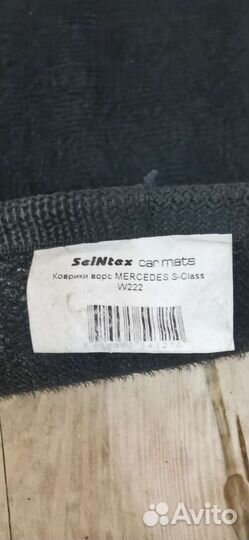 SeiNtex car mats
Коврики ворс MERCEDES S-Class
W222
Avito